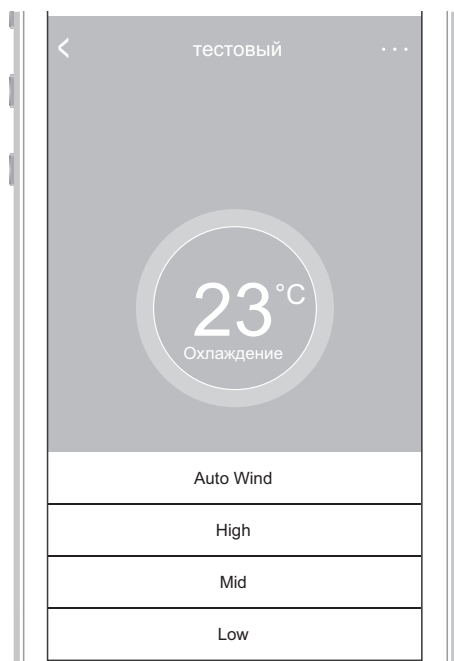 тестовый
23°C
Охлаждение
Auto Wind
High
Mid
Low